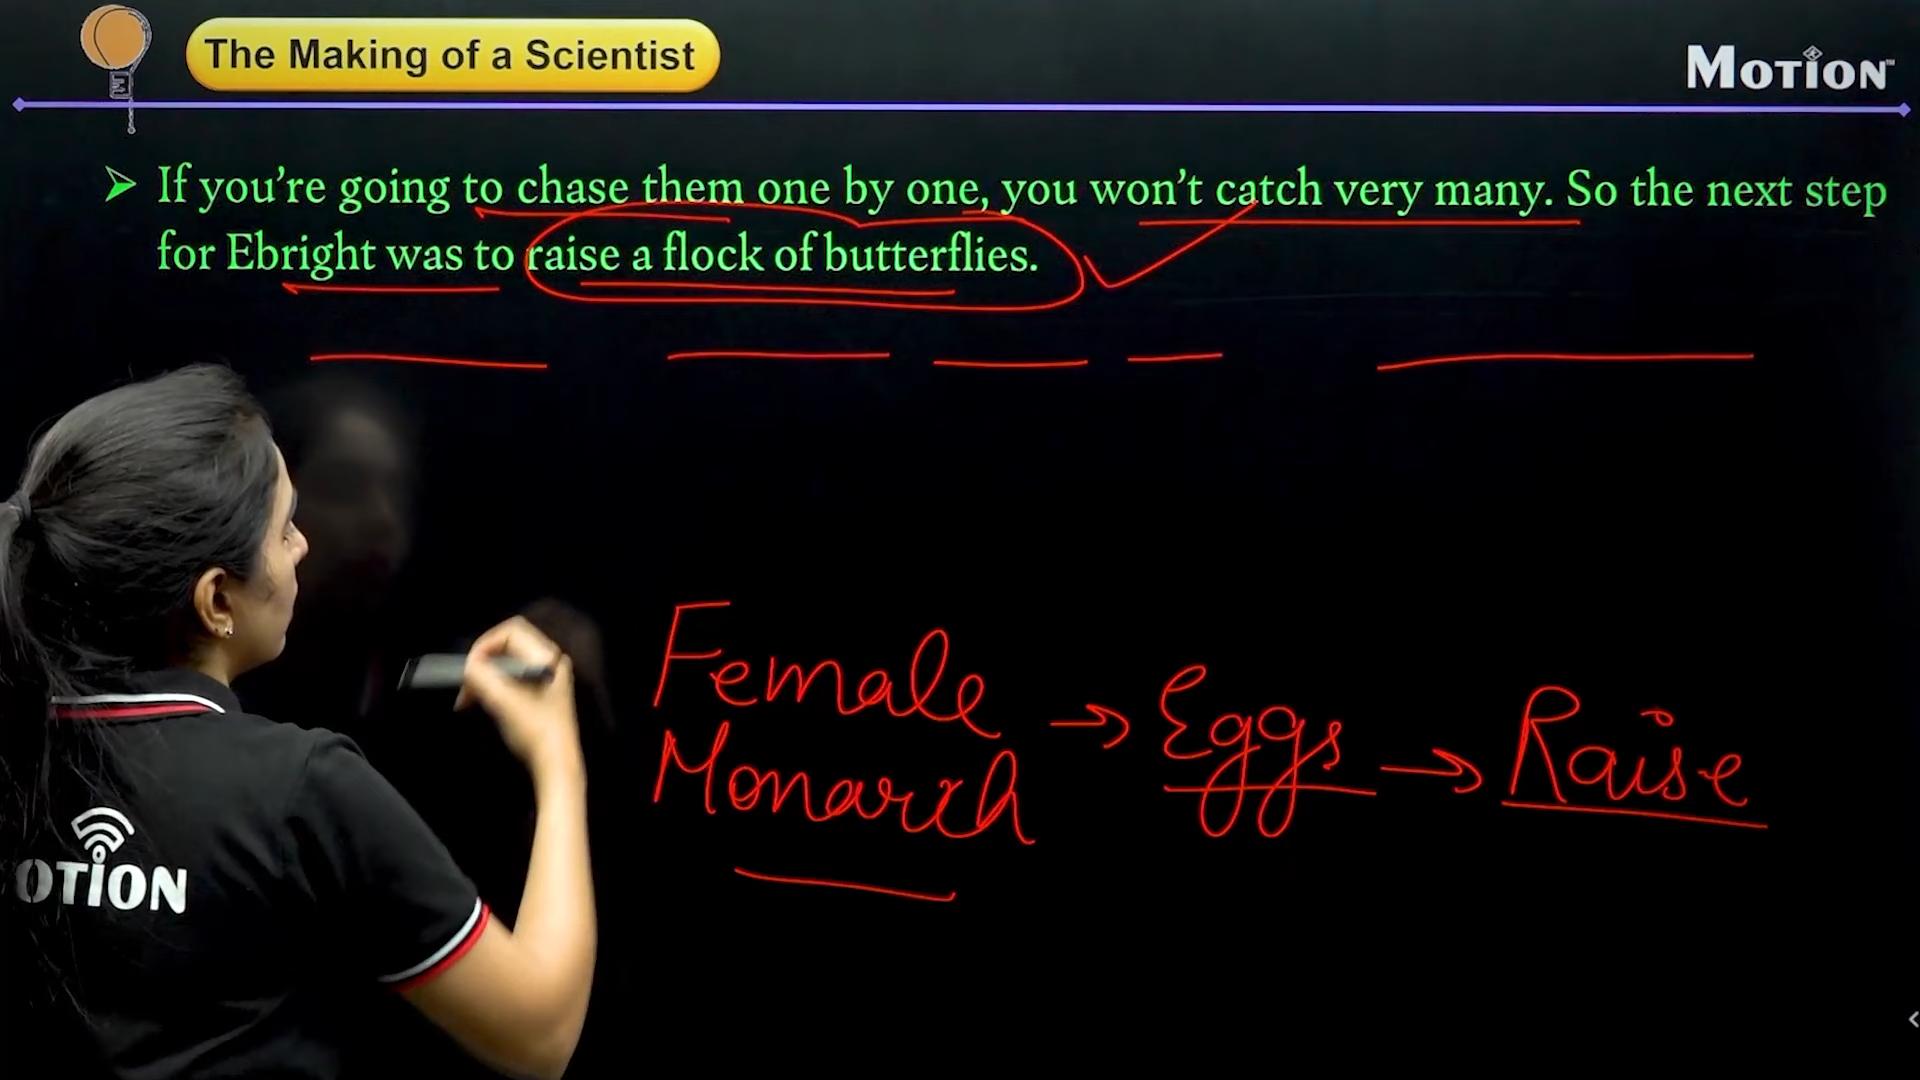 The Making of a Scientist
MOTION™
➤ If you're going to chase them one by one, you won't catch very many. So the next step
for Ebright was to raise a flock of butterflies.
Female
Monarch → Eggs → Raise
OTION